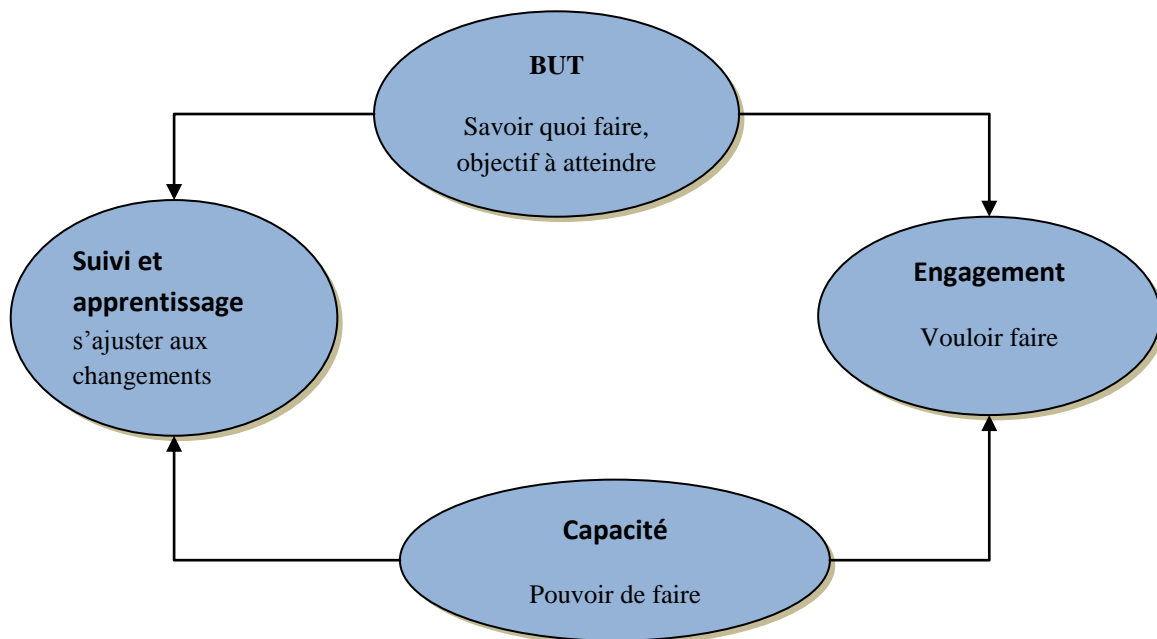 BUT
Savoir quoi faire,
objectif à atteindre
Suivi et
apprentissage
s’ajuster aux
changements
Engagement
Vouloir faire
Capacité
Pouvoir de faire